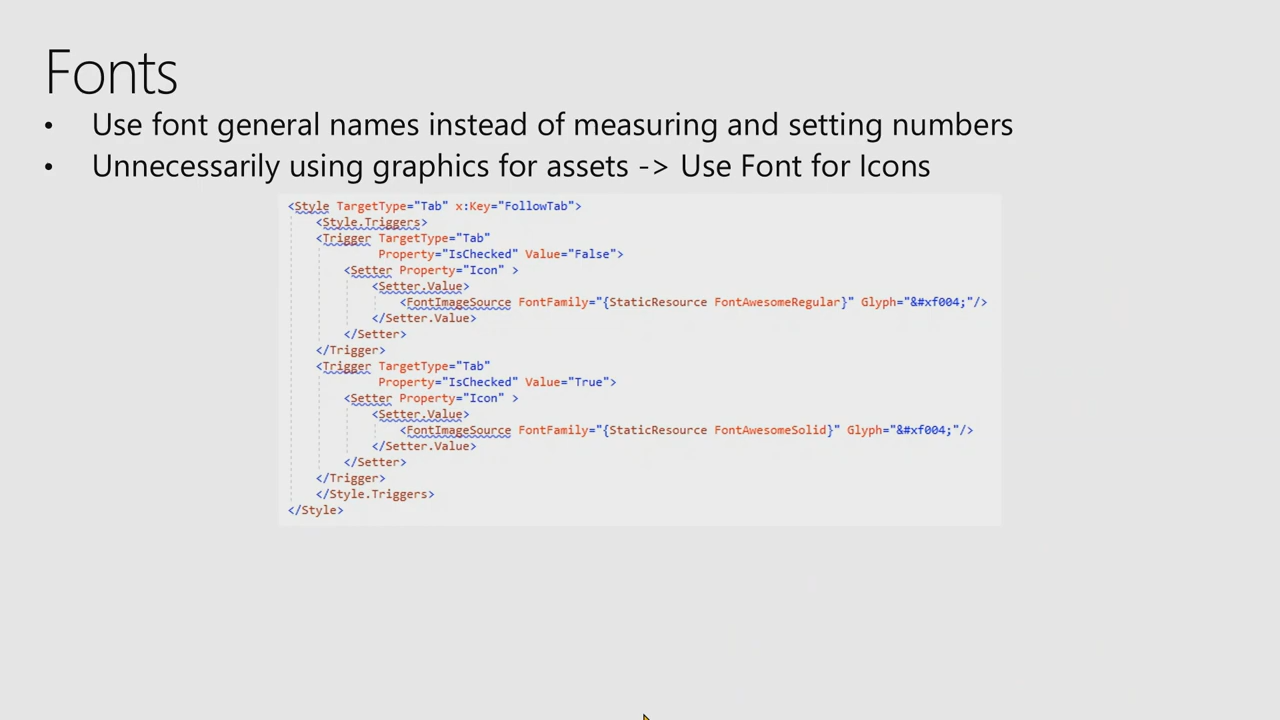 Fonts
• Use font general names instead of measuring and setting numbers
• Unnecessarily using graphics for assets -> Use Font for Icons
<Style TargetType="Tab" x:Key="FollowTab">
<Style.Triggers>
<Trigger TargetType="Tab"
Property="IsChecked" Value="False">
<Setter Property="Icon" >
<Setter.Value>
<FontImageSource FontFamily="{StaticResource FontAwesomeRegular}" Glyph="&#xf004;"/>
</Setter.Value>
</Setter>
</Trigger>
<Trigger TargetType="Tab"
Property="IsChecked" Value="True">
<Setter Property="Icon" >
<Setter.Value>
<FontImageSource FontFamily="{StaticResource FontAwesomeSolid}" Glyph="&#xf004;"/>
</Setter.Value>
</Setter>
</Trigger>
</Style.Triggers>
</Style>